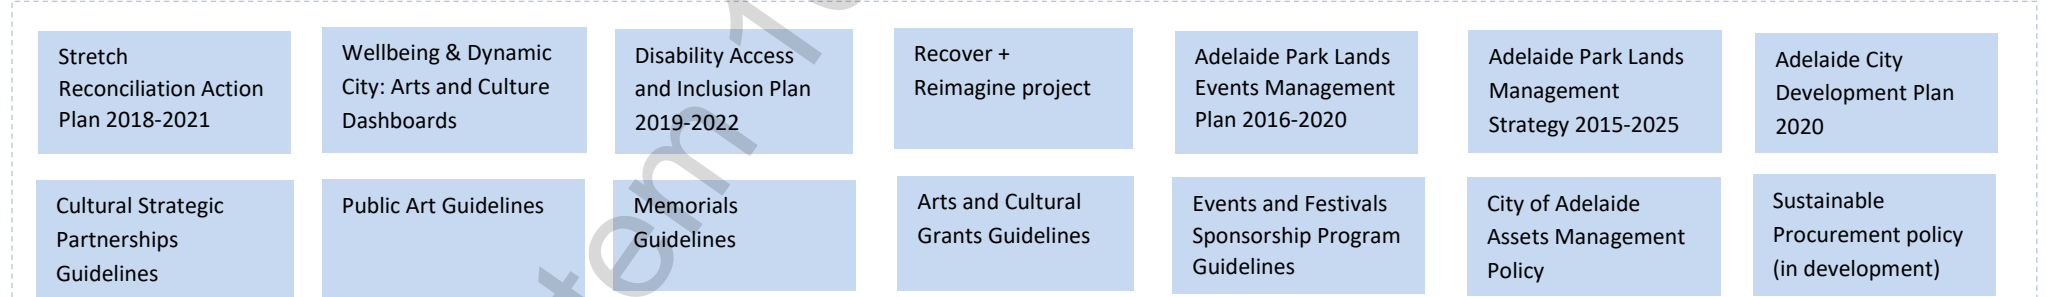 Stretch
Reconciliation Action
Plan 2018-2021
Wellbeing & Dynamic
City: Arts and Culture
Dashboards
Disability Access
and Inclusion Plan
2019-2022
Recover +
Reimagine project
Adelaide Park Lands
Events Management
Plan 2016-2020
Adelaide Park Lands
Management
Strategy 2015-2025
Adelaide City
Development Plan
2020
Cultural Strategic
Partnerships
Guidelines
Public Art Guidelines
Memorials
Guidelines
Arts and Cultural
Grants Guidelines
Events and Festivals
Sponsorship Program
Guidelines
City of Adelaide
Assets Management
Policy
Sustainable
Procurement policy
(in development)
tem 1